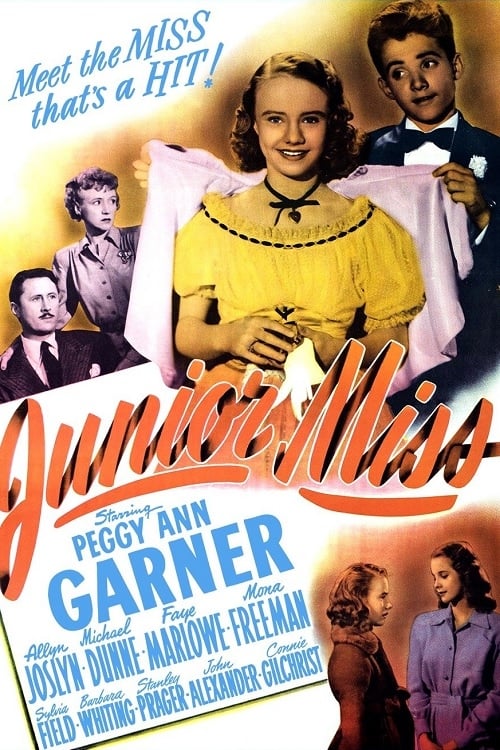 Meet the MISS
that's a HIT!
Junior Miss
Starring
PEGGY ANN
GARNER
Allyn JOSLYN · Michael DUNNE · Faye MARLOWE · Mona FREEMAN
Sylvia FIELD · Barbara WHITING · Stanley PRAGER · John ALEXANDER · Connie GILCHRIST